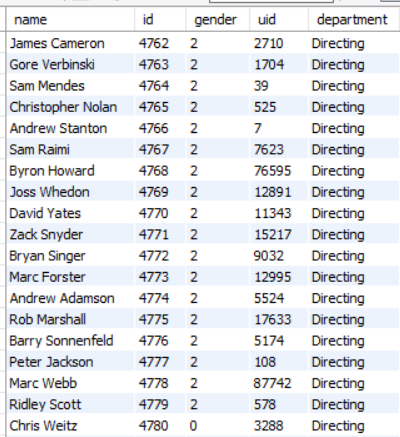 name id gender uid department
James Cameron 4762 2 2710 Directing
Gore Verbinski 4763 2 1704 Directing
Sam Mendes 4764 2 39 Directing
Christopher Nolan 4765 2 525 Directing
Andrew Stanton 4766 2 7 Directing
Sam Raimi 4767 2 7623 Directing
Byron Howard 4768 2 76595 Directing
Joss Whedon 4769 2 12891 Directing
David Yates 4770 2 11343 Directing
Zack Snyder 4771 2 15217 Directing
Bryan Singer 4772 2 9032 Directing
Marc Forster 4773 2 12995 Directing
Andrew Adamson 4774 2 5524 Directing
Rob Marshall 4775 2 17633 Directing
Barry Sonnenfeld 4776 2 5174 Directing
Peter Jackson 4777 2 108 Directing
Marc Webb 4778 2 87742 Directing
Ridley Scott 4779 2 578 Directing
Chris Weitz 4780 0 3288 Directing